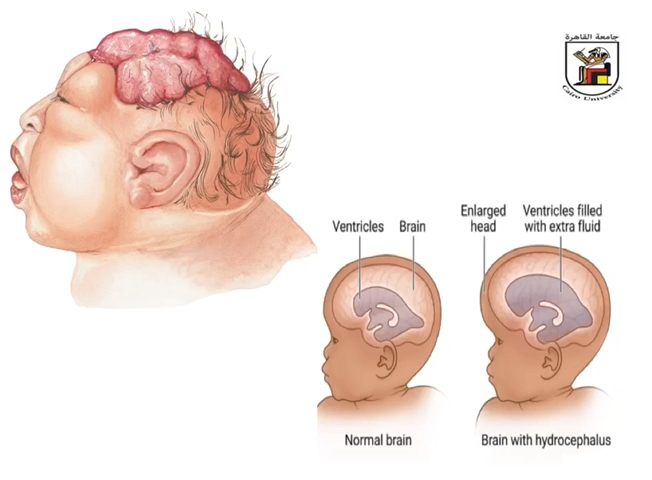 جامعة القاهرة
Cairo University
Enlarged
head
Ventricles filled
with extra fluid
Ventricles
Brain
Normal brain
Brain with hydrocephalus